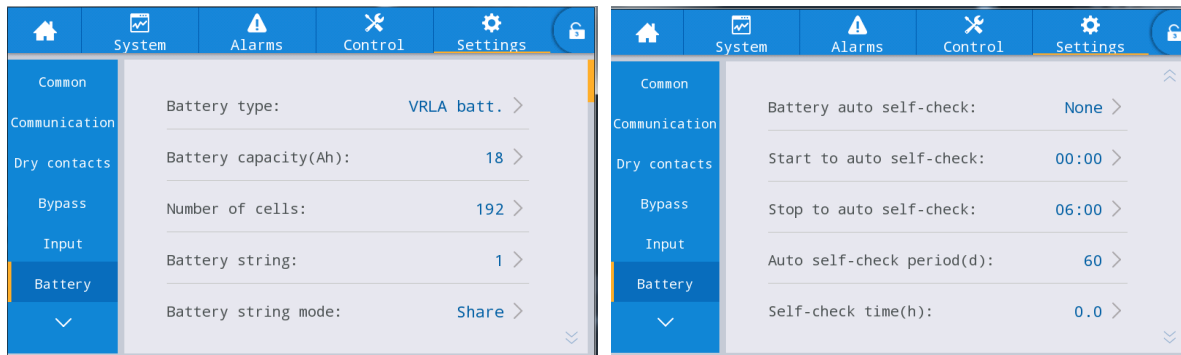 System Alarms Control Settings
3
Common
Communication
Dry contacts
Bypass
Input
Battery
Battery type: VRLA batt.
Battery capacity(Ah): 18
Number of cells: 192
Battery string: 1
Battery string mode: Share
System Alarms Control Settings
3
Common
Communication
Dry contacts
Bypass
Input
Battery
Battery auto self-check: None
Start to auto self-check: 00:00
Stop to auto self-check: 06:00
Auto self-check period(d): 60
Self-check time(h): 0.0